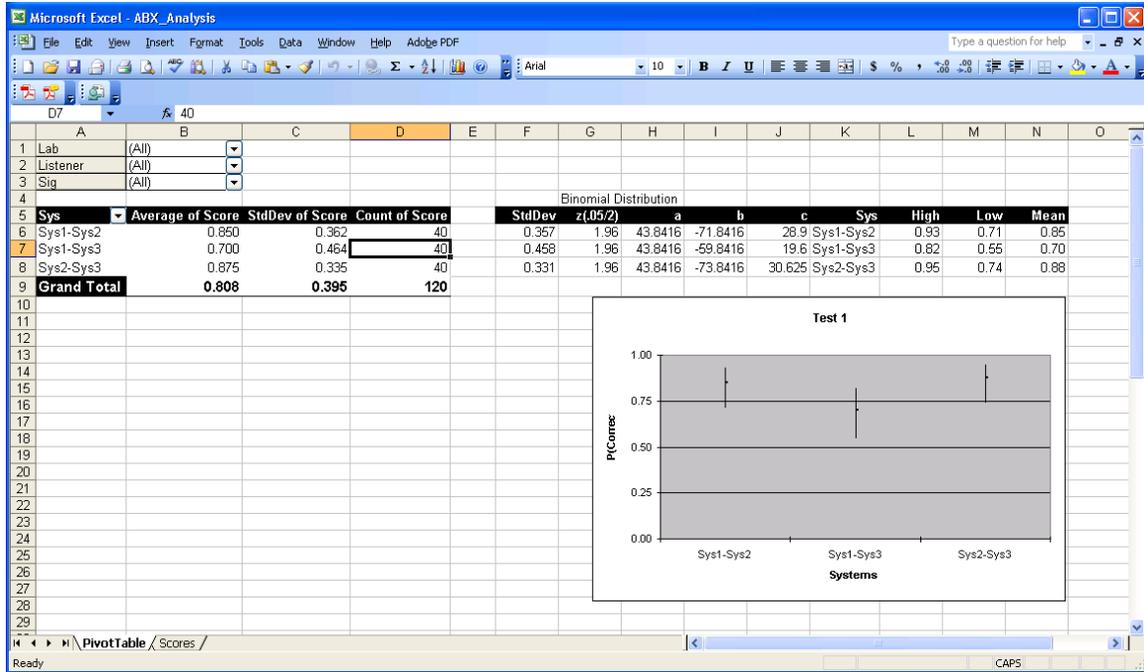 Microsoft Excel - ABX_Analysis
File Edit View Insert Format Tools Data Window Help Adobe PDF Type a question for help
Arial 10 B I U $ % ,
D7 fx 40
A B C D E F G H I J K L M N O
1 Lab (All)
2 Listener (All)
3 Sig (All)
4 Binomial Distribution
5 Sys Average of Score StdDev of Score Count of Score StdDev z(.05/2) a b c Sys High Low Mean
6 Sys1-Sys2 0.850 0.362 40 0.357 1.96 43.8416 -71.8416 28.9 Sys1-Sys2 0.93 0.71 0.85
7 Sys1-Sys3 0.700 0.464 40 0.458 1.96 43.8416 -59.8416 19.6 Sys1-Sys3 0.82 0.55 0.70
8 Sys2-Sys3 0.875 0.335 40 0.331 1.96 43.8416 -73.8416 30.625 Sys2-Sys3 0.95 0.74 0.88
9 Grand Total 0.808 0.395 120
10
11
12
13
14
15
16
17
18
19
20
21
22
23
24
25
26
27
28
29
Test 1
1.00
0.75
0.50
0.25
0.00
P(Correc
Sys1-Sys2 Sys1-Sys3 Sys2-Sys3
Systems
PivotTable Scores
Ready CAPS